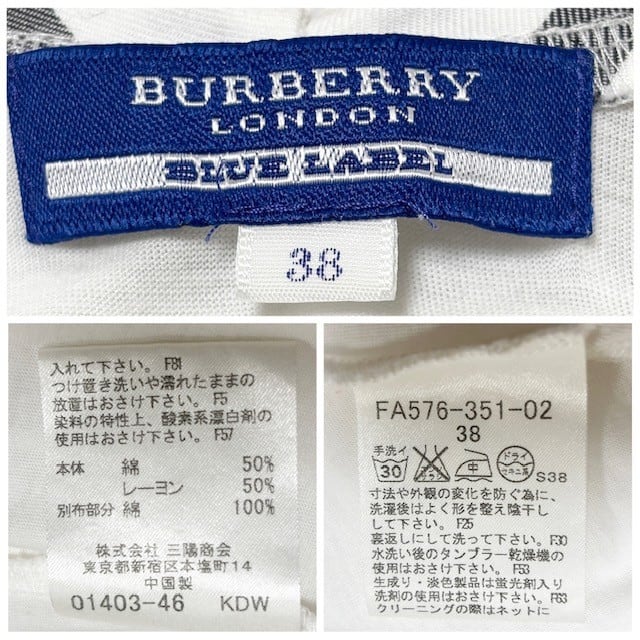 BURBERRY
LONDON
BLUE LABEL
38
入れて下さい。F81
つけ置き洗いや濡れたままの
放置はおさけ下さい。F5
染料の特性上、酸素系漂白剤の
使用はおさけ下さい。F57
本体 綿 50%
レーヨン 50%
別布部分 綿 100%
株式会社 三陽商会
東京都新宿区本塩町14
中国製
01403-46 KDW
FA576-351-02
38
手洗イ 30 中 ドライ
S38
寸法や外観の変化を防ぐ為に、
洗濯後はよく形を整え陰干し
して下さい。F25
裏返しにして洗って下さい。F30
水洗い後のタンブラー乾燥機の
使用はおさけ下さい。F53
生成り・淡色製品は蛍光剤入り
洗剤の使用はおさけ下さい。F63
クリーニングの際はネットに